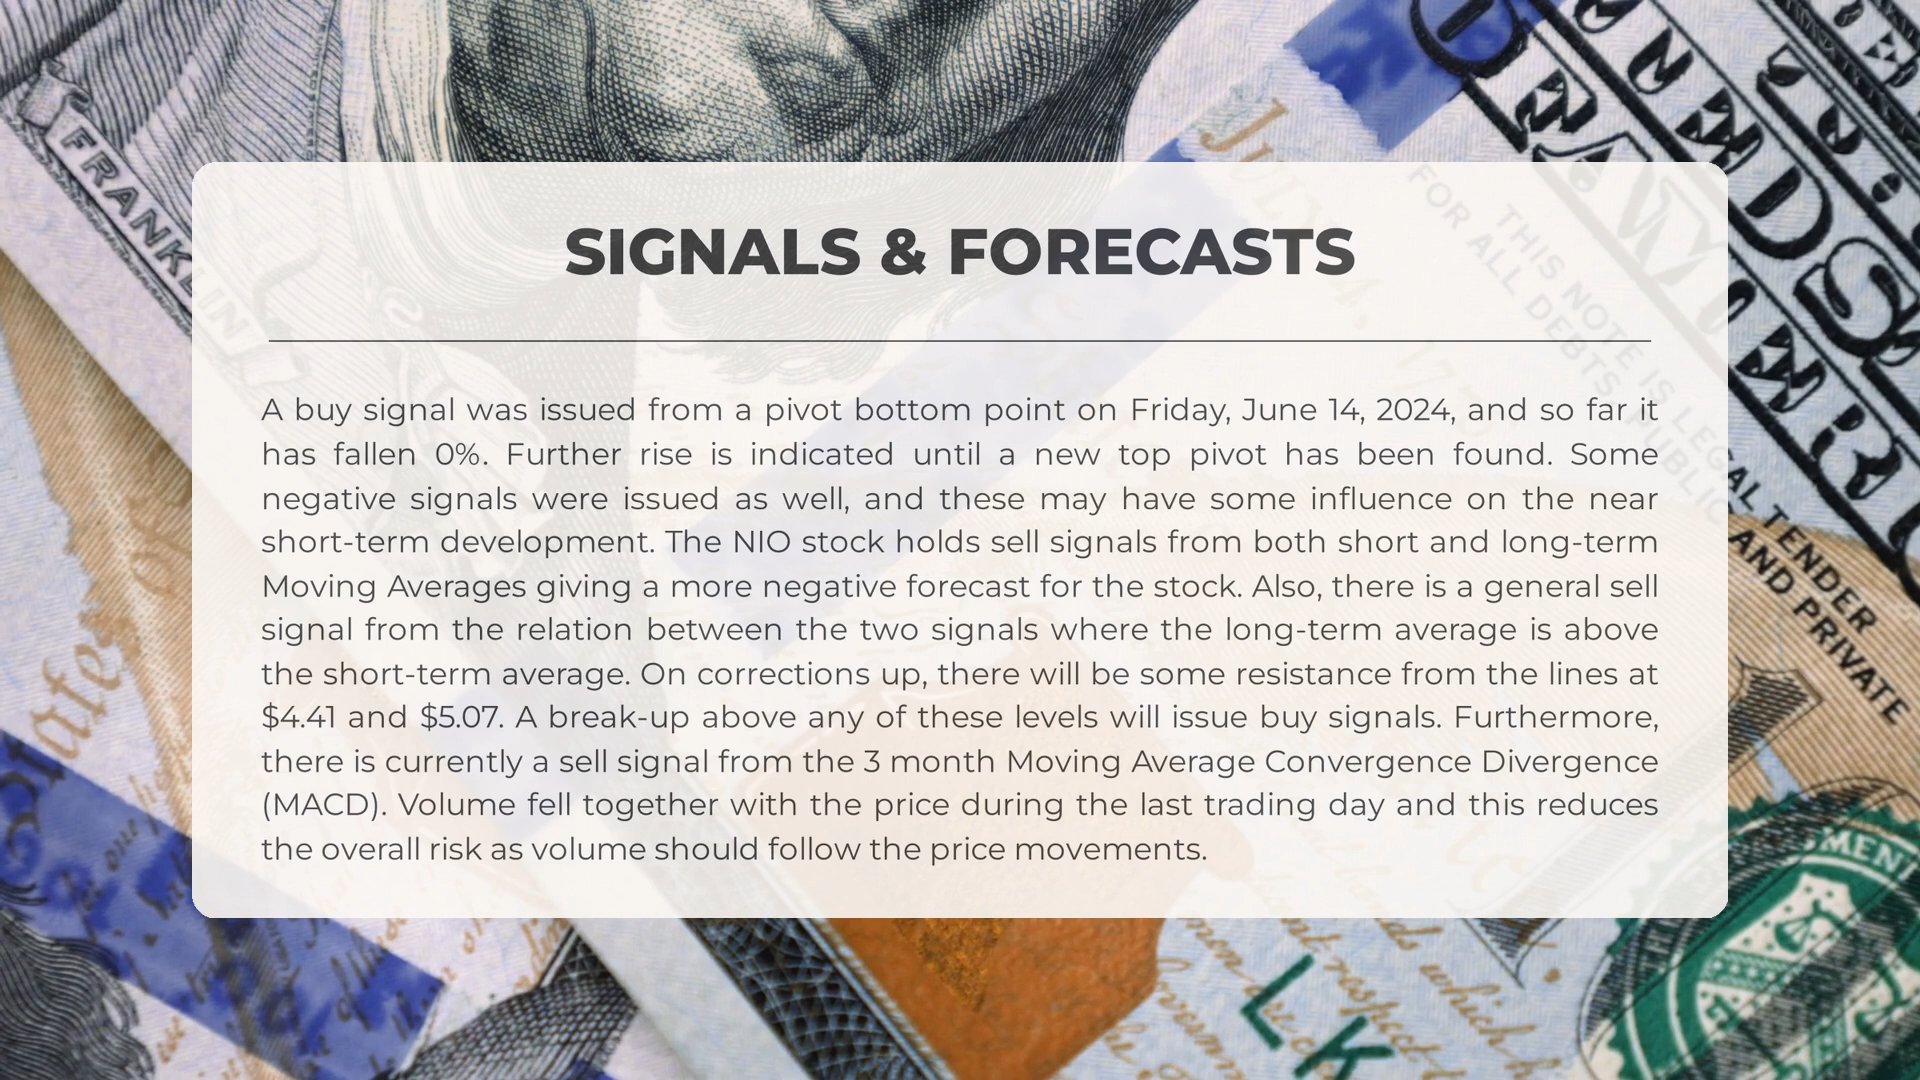 FRANKLIN
JULY 4, 1776
THIS NOTE IS LEGAL TENDER
FOR ALL DEBTS, PUBLIC AND PRIVATE
SIGNALS & FORECASTS
A buy signal was issued from a pivot bottom point on Friday, June 14, 2024, and so far it
has fallen 0%. Further rise is indicated until a new top pivot has been found. Some
negative signals were issued as well, and these may have some influence on the near
short-term development. The NIO stock holds sell signals from both short and long-term
Moving Averages giving a more negative forecast for the stock. Also, there is a general sell
signal from the relation between the two signals where the long-term average is above
the short-term average. On corrections up, there will be some resistance from the lines at
$4.41 and $5.07. A break-up above any of these levels will issue buy signals. Furthermore,
there is currently a sell signal from the 3 month Moving Average Convergence Divergence
(MACD). Volume fell together with the price during the last trading day and this reduces
the overall risk as volume should follow the price movements.
LK